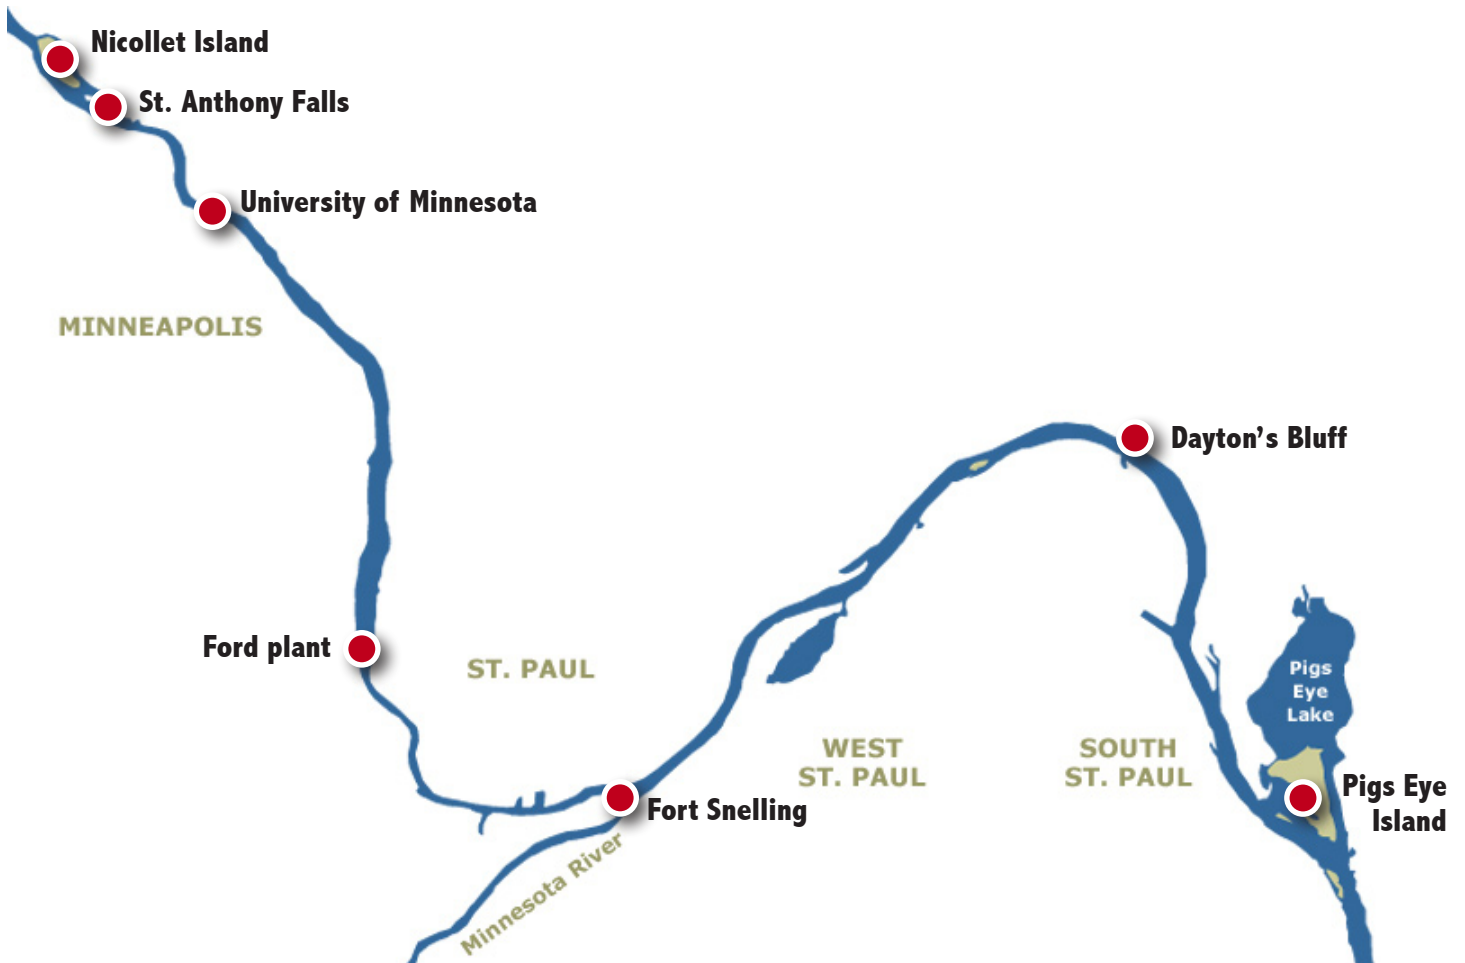 Nicollet Island
St. Anthony Falls
University of Minnesota
MINNEAPOLIS
Dayton’s Bluff
Ford plant
ST. PAUL
Pigs
Eye
Lake
WEST
ST. PAUL
SOUTH
ST. PAUL
Pigs Eye
Island
Fort Snelling
Minnesota River